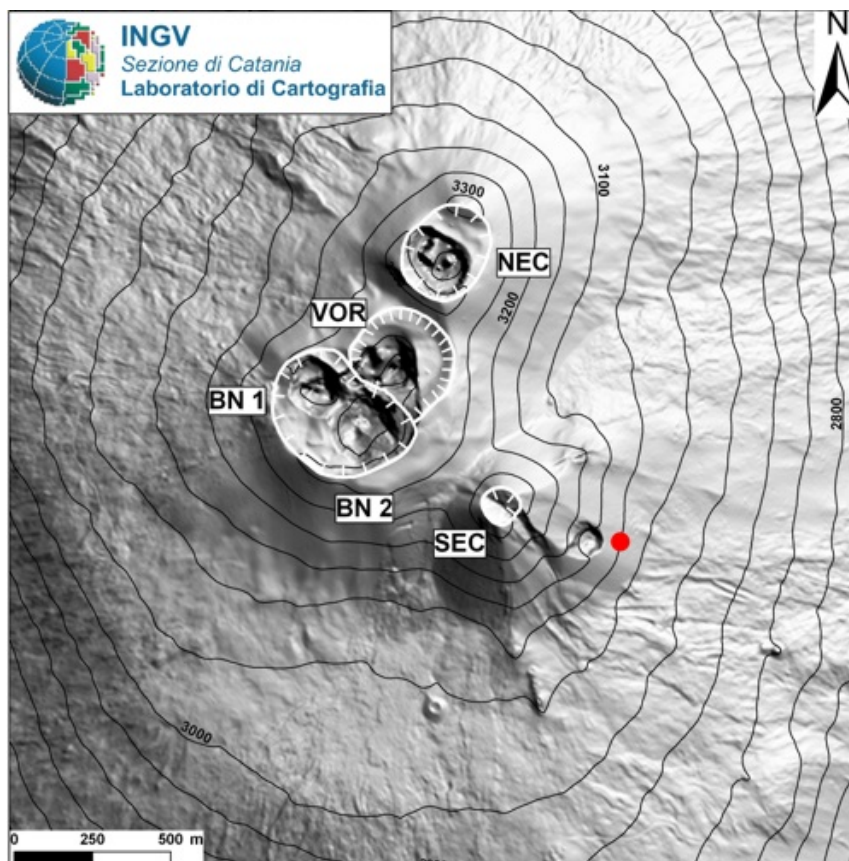 INGV
Sezione di Catania
Laboratorio di Cartografia
N
3100
3300
NEC
VOR
3200
BN 1
2800
BN 2
SEC
3000
0 250 500 m